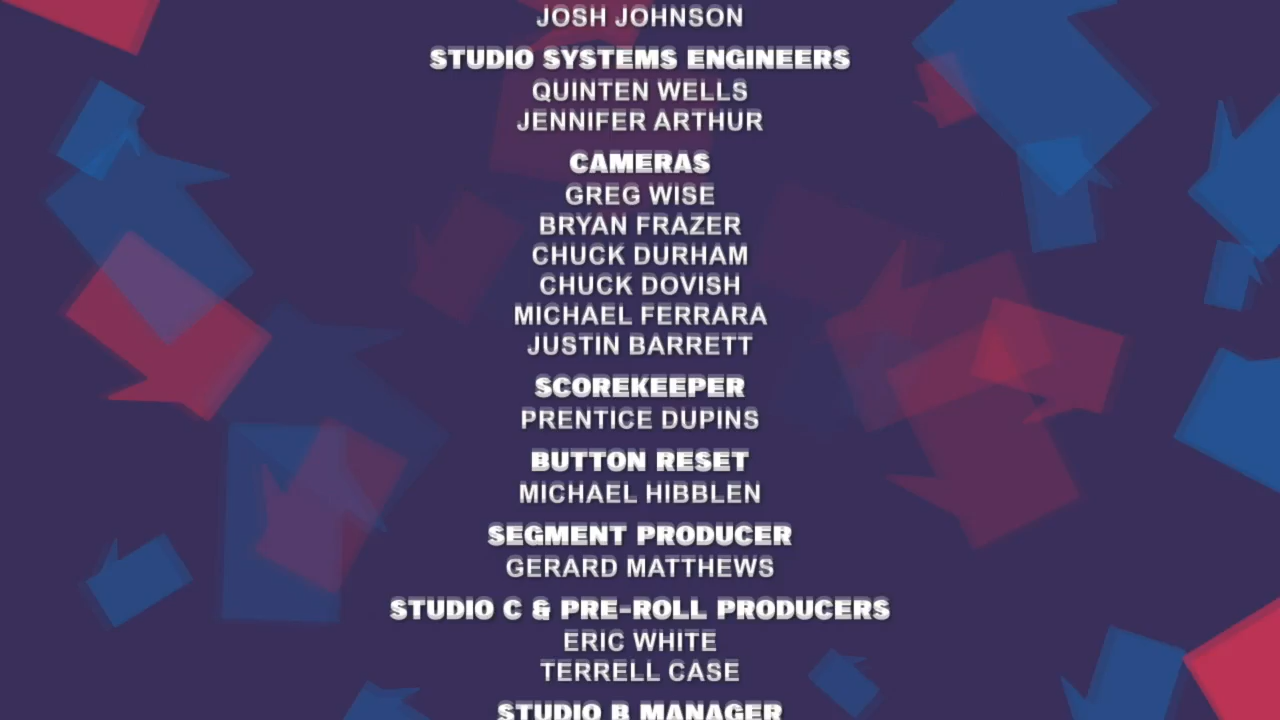 JOSH JOHNSON
STUDIO SYSTEMS ENGINEERS
QUINTEN WELLS
JENNIFER ARTHUR
CAMERAS
GREG WISE
BRYAN FRAZER
CHUCK DURHAM
CHUCK DOVISH
MICHAEL FERRARA
JUSTIN BARRETT
SCOREKEEPER
PRENTICE DUPINS
BUTTON RESET
MICHAEL HIBBLEN
SEGMENT PRODUCER
GERARD MATTHEWS
STUDIO C & PRE-ROLL PRODUCERS
ERIC WHITE
TERRELL CASE
STUDIO B MANAGER